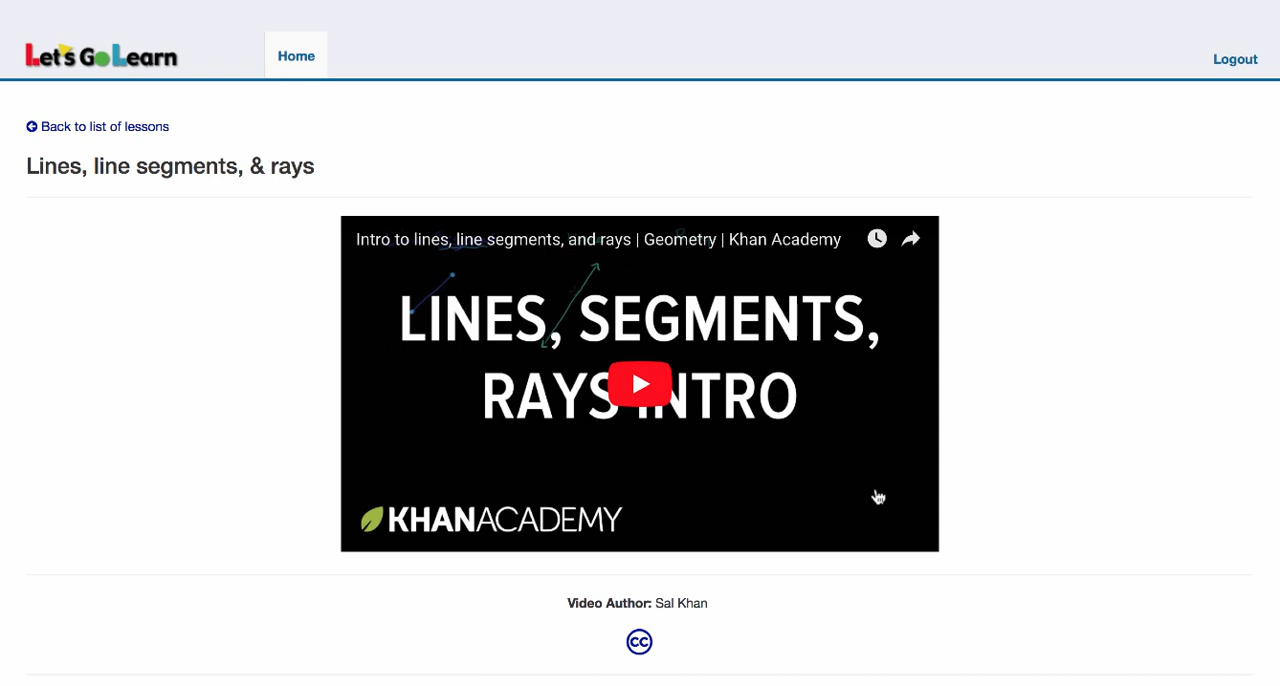 Let's Go Learn
Home
Logout
Back to list of lessons
Lines, line segments, & rays
Intro to lines, line segments, and rays | Geometry | Khan Academy
LINES, SEGMENTS,
RAYS INTRO
KHANACADEMY
Video Author: Sal Khan
cc